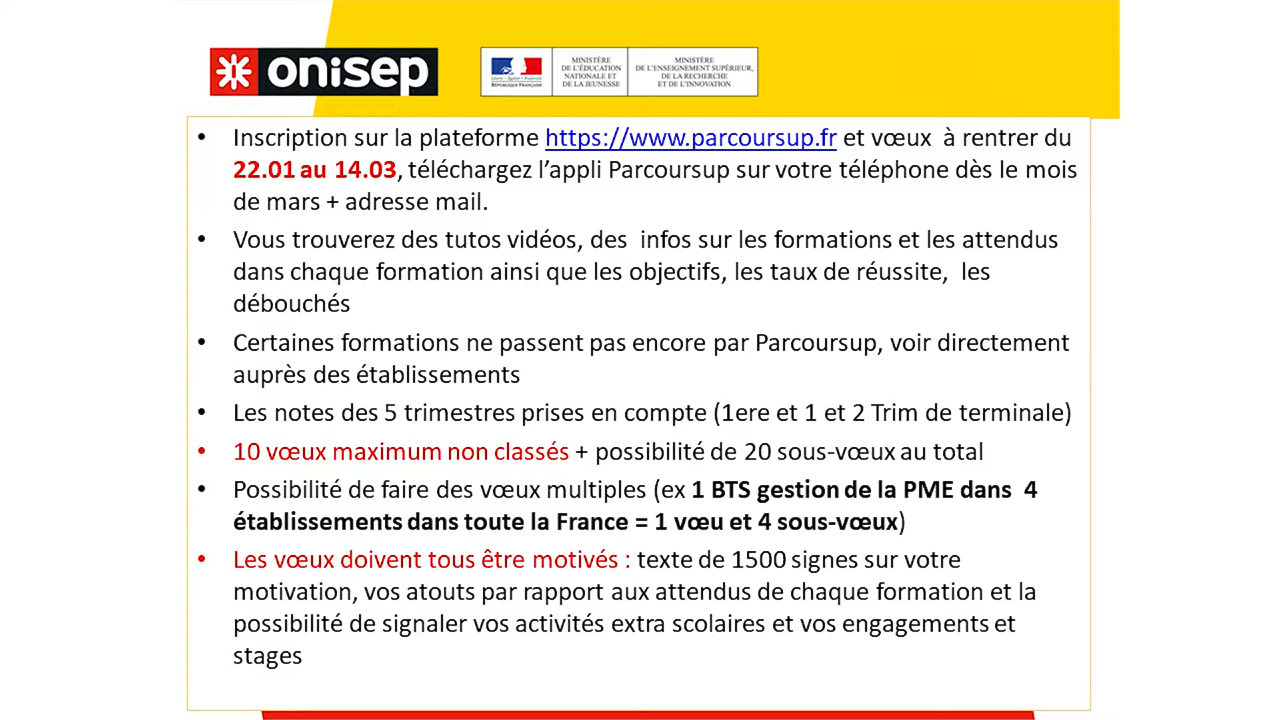 onisep
MINISTÈRE
DE L'ÉDUCATION
NATIONALE ET
DE LA JEUNESSE
MINISTÈRE
DE L'ENSEIGNEMENT SUPÉRIEUR,
DE LA RECHERCHE
ET DE L'INNOVATION
Liberté • Égalité • Fraternité
RÉPUBLIQUE FRANÇAISE
• Inscription sur la plateforme https://www.parcoursup.fr et vœux à rentrer du
22.01 au 14.03, téléchargez l'appli Parcoursup sur votre téléphone dès le mois
de mars + adresse mail.
• Vous trouverez des tutos vidéos, des infos sur les formations et les attendus
dans chaque formation ainsi que les objectifs, les taux de réussite, les
débouchés
• Certaines formations ne passent pas encore par Parcoursup, voir directement
auprès des établissements
• Les notes des 5 trimestres prises en compte (1ere et 1 et 2 Trim de terminale)
• 10 vœux maximum non classés + possibilité de 20 sous-vœux au total
• Possibilité de faire des vœux multiples (ex 1 BTS gestion de la PME dans 4
établissements dans toute la France = 1 vœu et 4 sous-vœux)
• Les vœux doivent tous être motivés : texte de 1500 signes sur votre
motivation, vos atouts par rapport aux attendus de chaque formation et la
possibilité de signaler vos activités extra scolaires et vos engagements et
stages